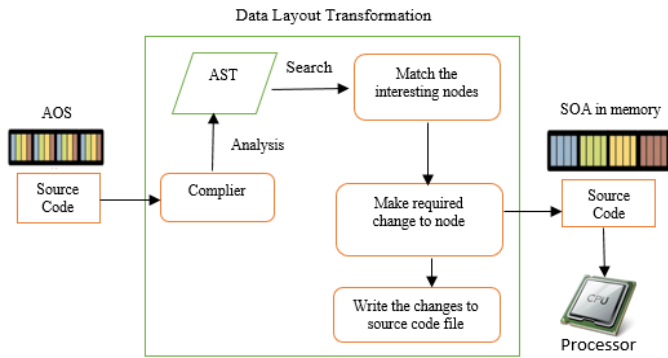 Data Layout Transformation
AOS
Source
Code
AST
Search
Match the
interesting nodes
Analysis
Complier
Make required
change to node
Write the changes to
source code file
SOA in memory
Source
Code
CPU
Processor